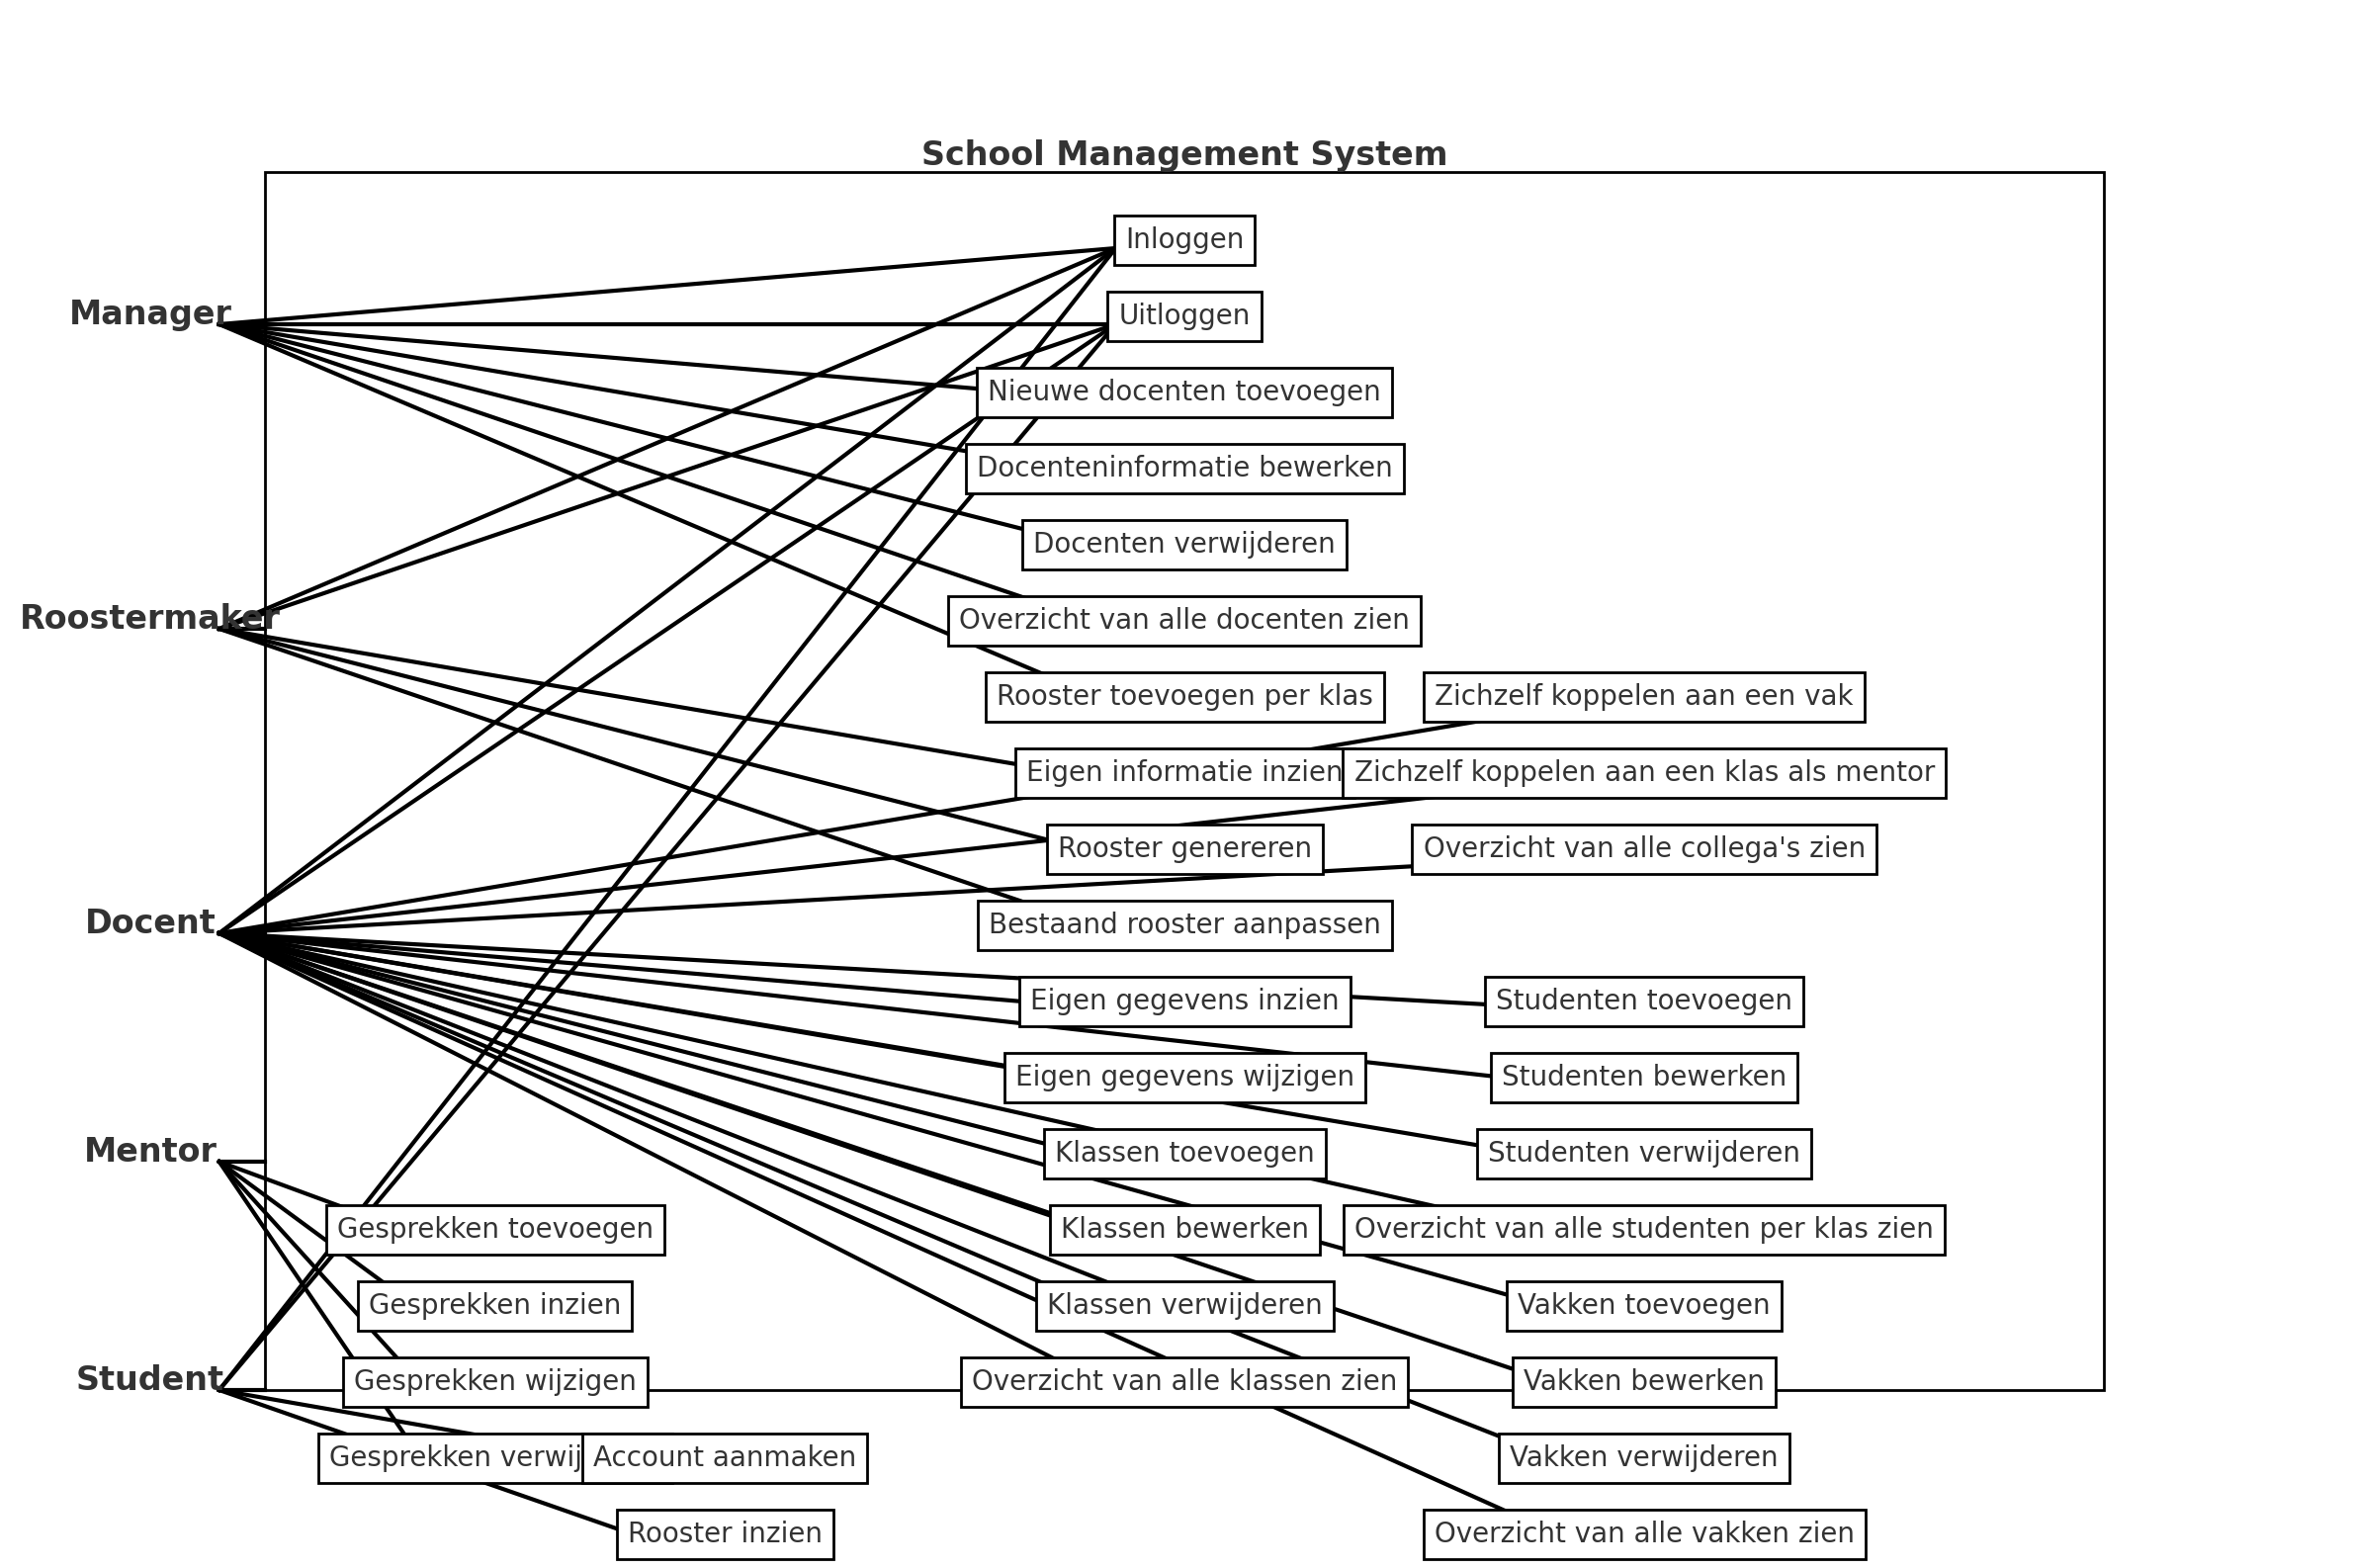 School Management System
Inloggen
Manager
Uitloggen
Nieuwe docenten toevoegen
Docenteninformatie bewerken
Docenten verwijderen
Roostermaker
Overzicht van alle docenten zien
Rooster toevoegen per klas
Zichzelf koppelen aan een vak
Eigen informatie inzien
Zichzelf koppelen aan een klas als mentor
Rooster genereren
Overzicht van alle collega's zien
Docent
Bestaand rooster aanpassen
Eigen gegevens inzien
Studenten toevoegen
Eigen gegevens wijzigen
Studenten bewerken
Mentor
Klassen toevoegen
Studenten verwijderen
Gesprekken toevoegen
Klassen bewerken
Overzicht van alle studenten per klas zien
Gesprekken inzien
Klassen verwijderen
Vakken toevoegen
Student
Gesprekken wijzigen
Overzicht van alle klassen zien
Vakken bewerken
Gesprekken verwij
Account aanmaken
Vakken verwijderen
Rooster inzien
Overzicht van alle vakken zien